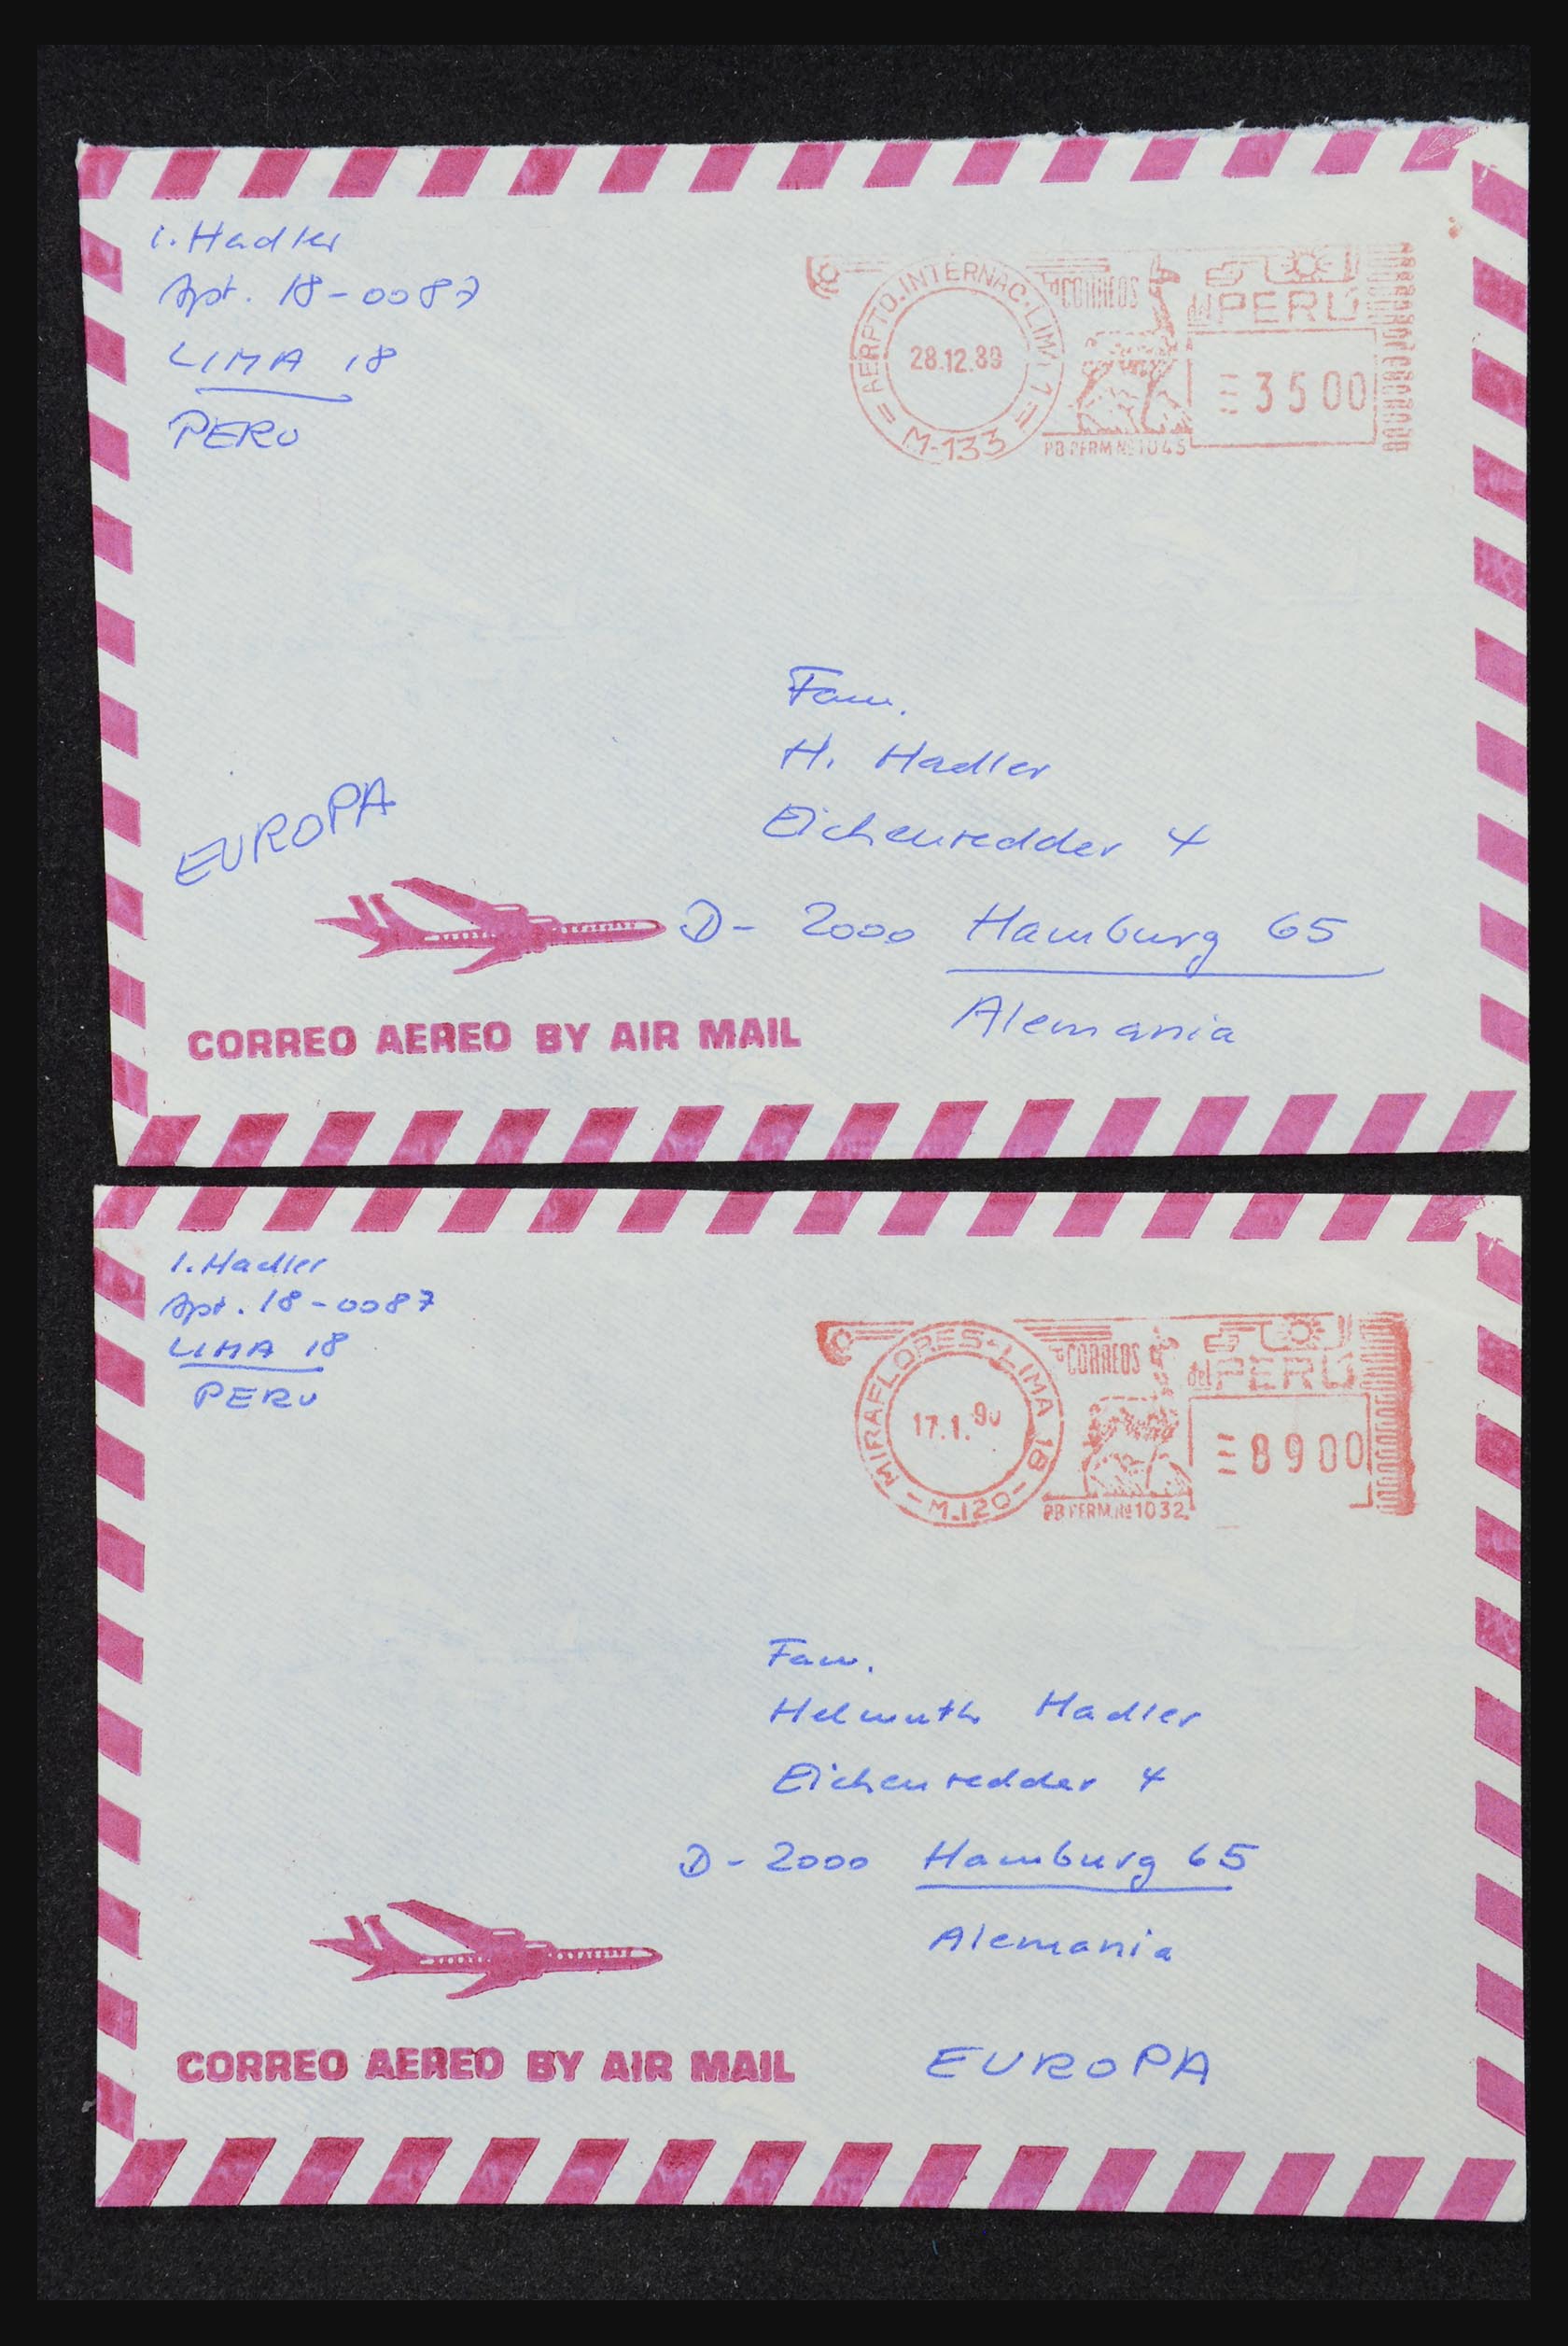 i. Hadler
Apt. 18-0087
LIMA 18
PERU
AERPTO. INTERNAC. LIMA 1
28.12.89
M-133
CORREOS
del PERU
3500
PB PERM Nº 1045
EUROPA
Fam.
H. Hadler
Eichenredder 4
D- 2000 Hamburg 65
Alemania
CORREO AEREO BY AIR MAIL
I. Hadler
Apt. 18-0087
LIMA 18
PERU
MIRAFLORES-LIMA 18
17.1.90
M.120
CORREOS
del PERU
8900
PB PERM. Nº 1032
Fam.
Helmuth Hadler
Eichenredder 4
D- 2000 Hamburg 65
Alemania
CORREO AEREO BY AIR MAIL
EUROPA